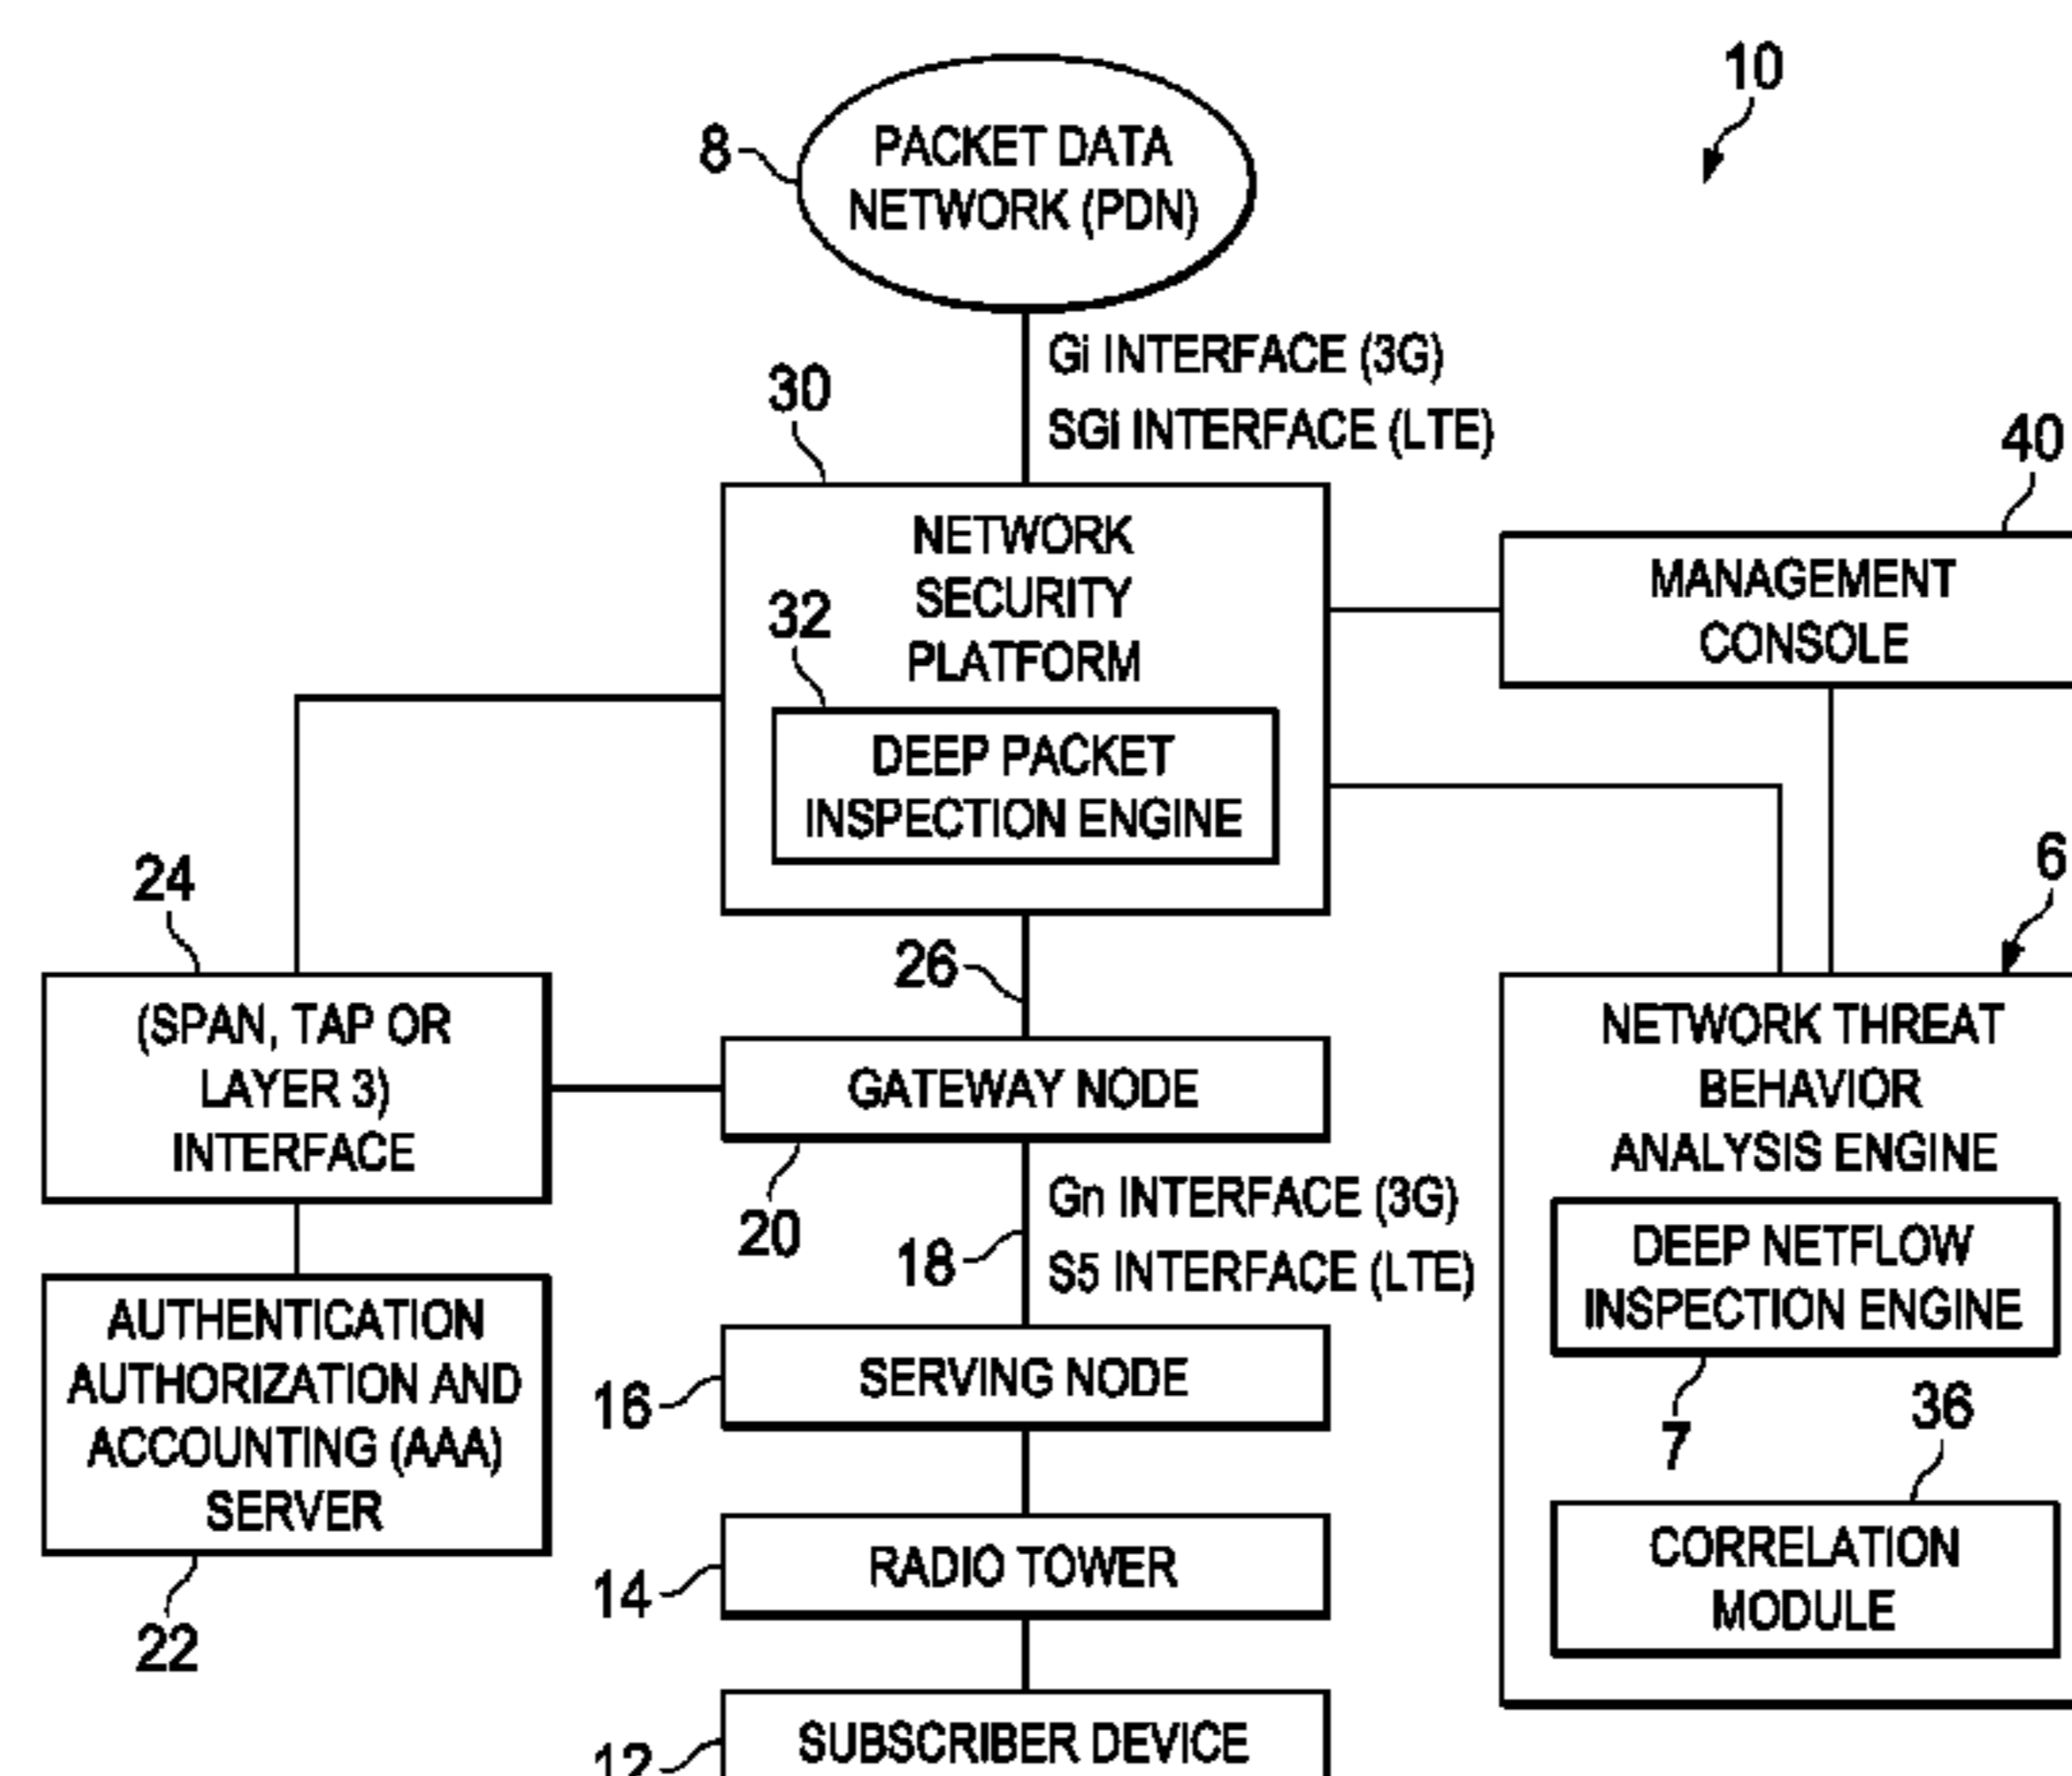 10
8
PACKET DATA
NETWORK (PDN)
Gi INTERFACE (3G)
SGi INTERFACE (LTE)
30
NETWORK
SECURITY
PLATFORM
40
MANAGEMENT
CONSOLE
32
DEEP PACKET
INSPECTION ENGINE
24
(SPAN, TAP OR
LAYER 3)
INTERFACE
26
6
GATEWAY NODE
20
NETWORK THREAT
BEHAVIOR
ANALYSIS ENGINE
Gn INTERFACE (3G)
18
S5 INTERFACE (LTE)
DEEP NETFLOW
INSPECTION ENGINE
7
AUTHENTICATION
AUTHORIZATION AND
ACCOUNTING (AAA)
SERVER
22
SERVING NODE
16
36
CORRELATION
MODULE
RADIO TOWER
14
SUBSCRIBER DEVICE
12